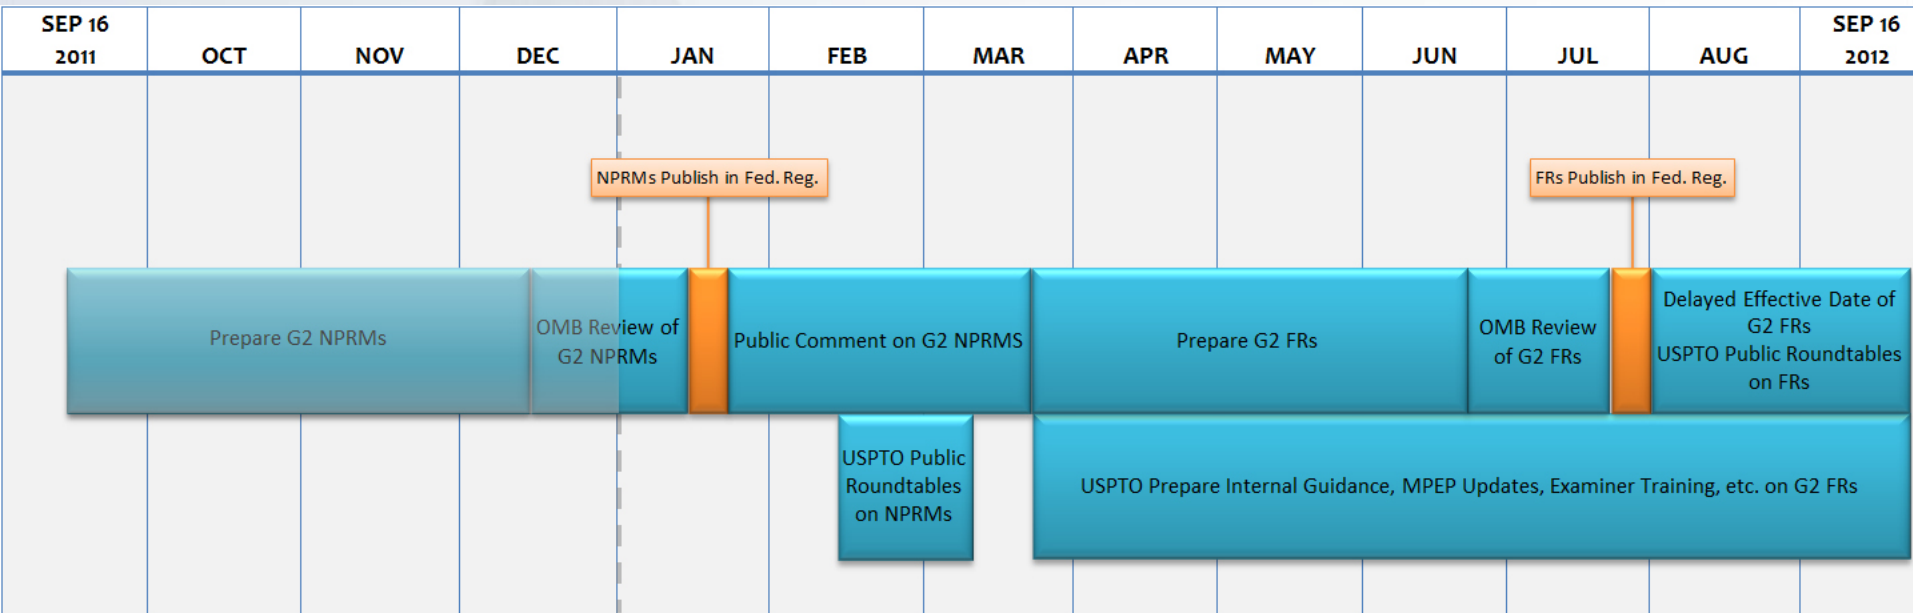 SEP 16
2011
OCT
NOV
DEC
JAN
FEB
MAR
APR
MAY
JUN
JUL
AUG
SEP 16
2012
NPRMs Publish in Fed. Reg.
FRs Publish in Fed. Reg.
Prepare G2 NPRMs
OMB Review of
G2 NPRMs
Public Comment on G2 NPRMS
Prepare G2 FRs
OMB Review
of G2 FRs
Delayed Effective Date of
G2 FRs
USPTO Public Roundtables
on FRs
USPTO Public
Roundtables
on NPRMs
USPTO Prepare Internal Guidance, MPEP Updates, Examiner Training, etc. on G2 FRs